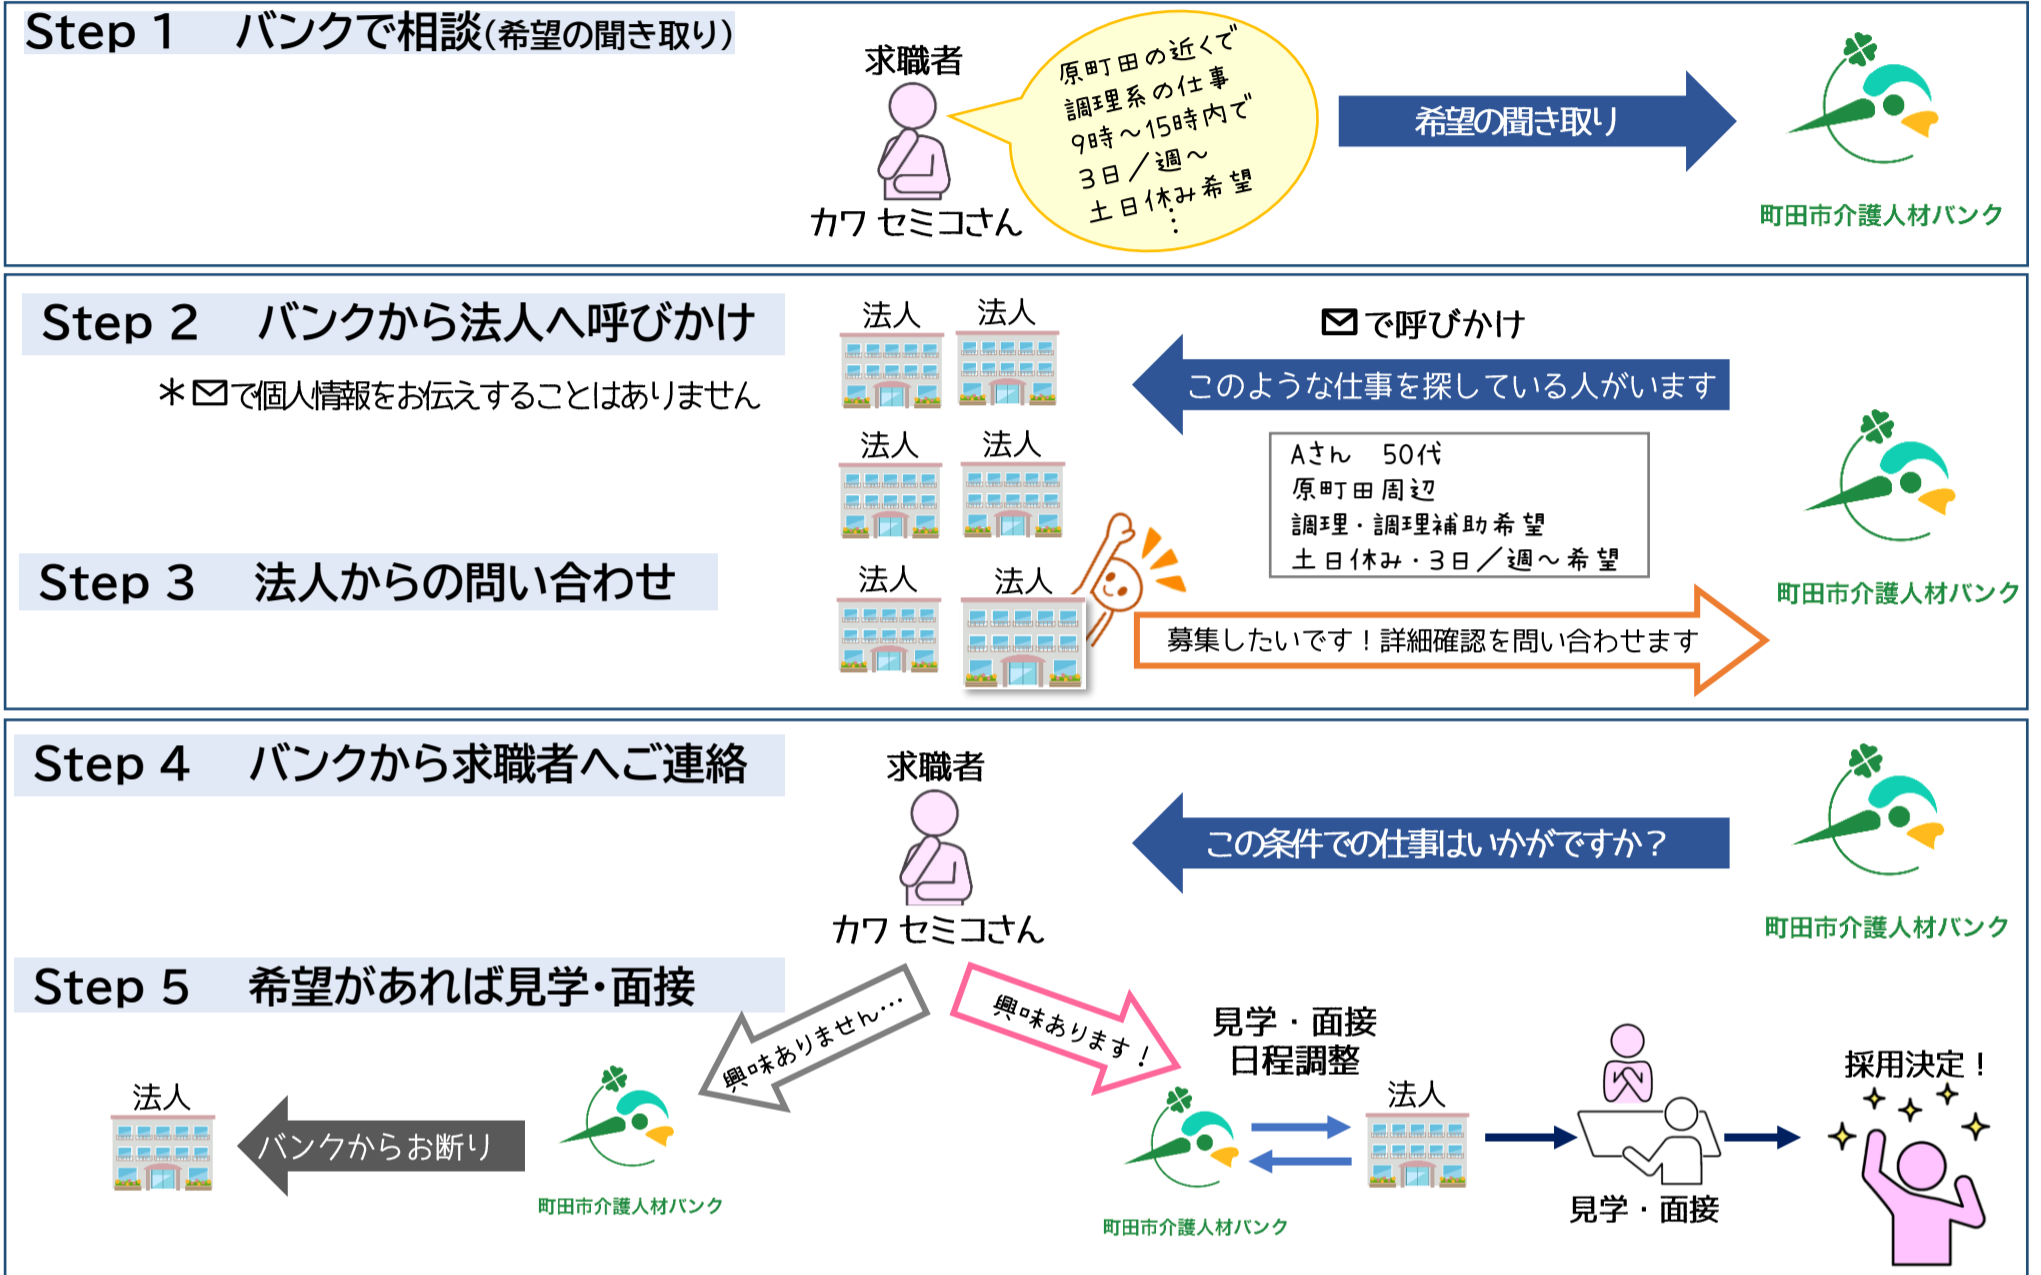 Step 1 バンクで相談(希望の聞き取り)
求職者
カワ セミコさん
原町田の近くで
調理系の仕事
9時～15時内で
3日／週～
土日休み希望
⋮
希望の聞き取り
町田市介護人材バンク
Step 2 バンクから法人へ呼びかけ
＊✉で個人情報をお伝えすることはありません
法人
法人
法人
法人
法人
法人
✉で呼びかけ
このような仕事を探している人がいます
Aさん 50代
原町田周辺
調理・調理補助希望
土日休み・3日／週～希望
町田市介護人材バンク
Step 3 法人からの問い合わせ
募集したいです！詳細確認を問い合わせます
Step 4 バンクから求職者へご連絡
求職者
カワ セミコさん
この条件での仕事はいかがですか？
町田市介護人材バンク
Step 5 希望があれば見学・面接
興味ありません…
興味あります！
法人
バンクからお断り
町田市介護人材バンク
見学・面接
日程調整
町田市介護人材バンク
法人
見学・面接
採用決定！